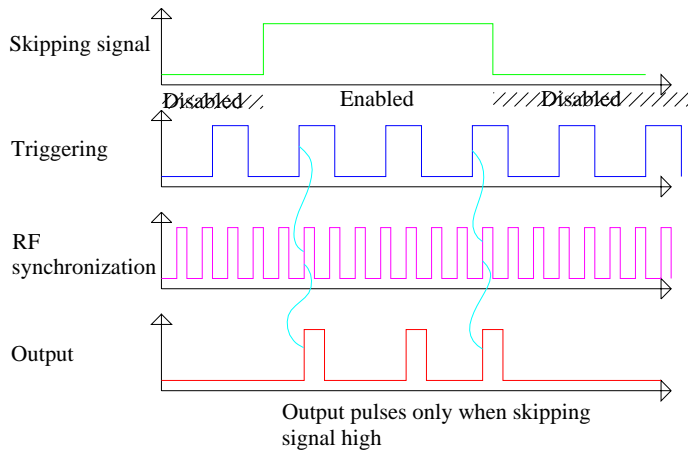 Skipping signal
Disabled
Enabled
Disabled
Triggering
RF
synchronization
Output
Output pulses only when skipping
signal high